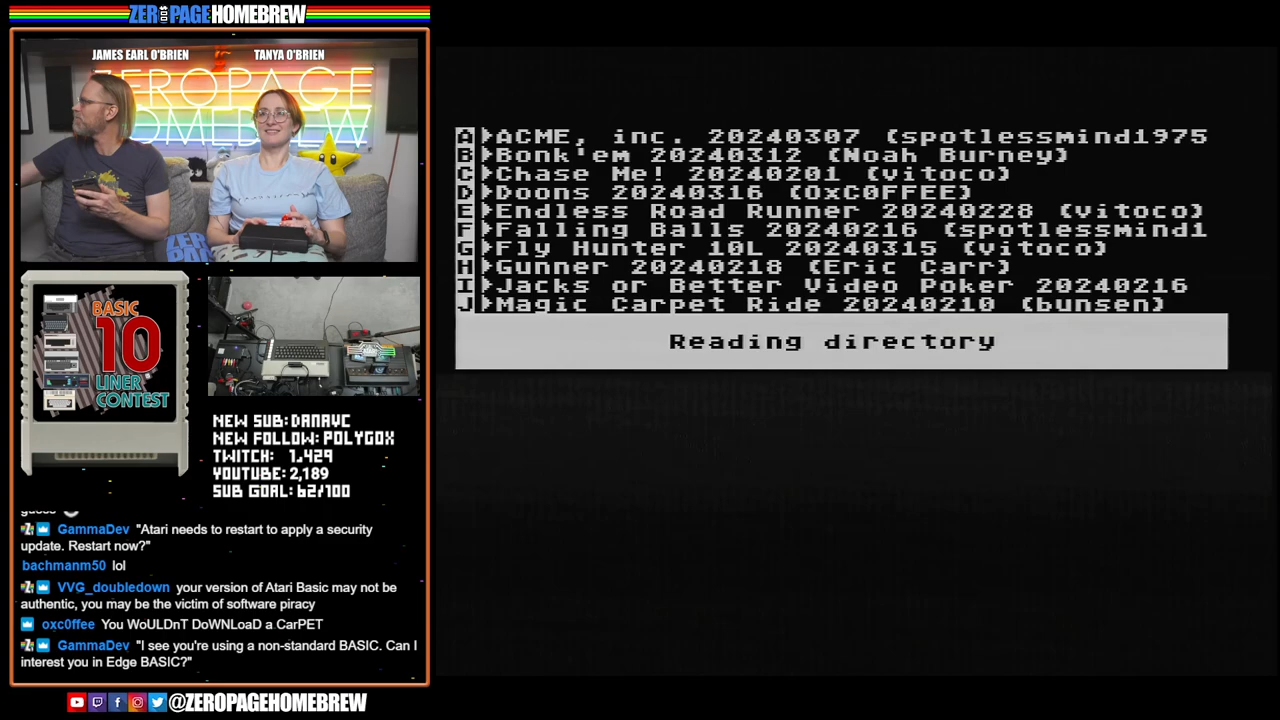 ZEROPAGE HOMEBREW
JAMES EARL O'BRIEN
TANYA O'BRIEN
ZEROPAGE
HOMEBREW
BASIC
10
LINER
CONTEST
NEW SUB: DANAVC
NEW FOLLOW: POLYGOX
TWITCH: 1,429
YOUTUBE: 2,189
SUB GOAL: 62/100
GammaDev "Atari needs to restart to apply a security
update. Restart now?"
bachmanm50 lol
VVG_doubledown your version of Atari Basic may not be
authentic, you may be the victim of software piracy
oxc0ffee You WoULDnT DoWNLoaD a CarPET
GammaDev "I see you're using a non-standard BASIC. Can I
interest you in Edge BASIC?"
@ZEROPAGEHOMEBREW
A ACME, inc. 20240307 (spotlessmind1975
B Bonk'em 20240312 (Noah Burney)
C Chase Me! 20240201 (vitoco)
D Doons 20240316 (0xC0FFEE)
E Endless Road Runner 20240228 (vitoco)
F Falling Balls 20240216 (spotlessmind1
G Fly Hunter 10L 20240315 (vitoco)
H Gunner 20240218 (Eric Carr)
I Jacks or Better Video Poker 20240216
J Magic Carpet Ride 20240210 (bunsen)
Reading directory